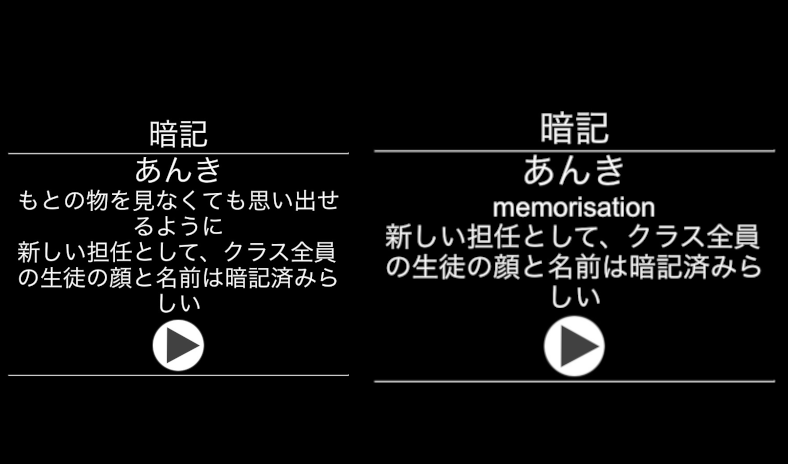 暗記
あんき
もとの物を見なくても思い出せ
るように
新しい担任として、クラス全員
の生徒の顔と名前は暗記済みら
しい
暗記
あんき
memorisation
新しい担任として、クラス全員
の生徒の顔と名前は暗記済みら
しい